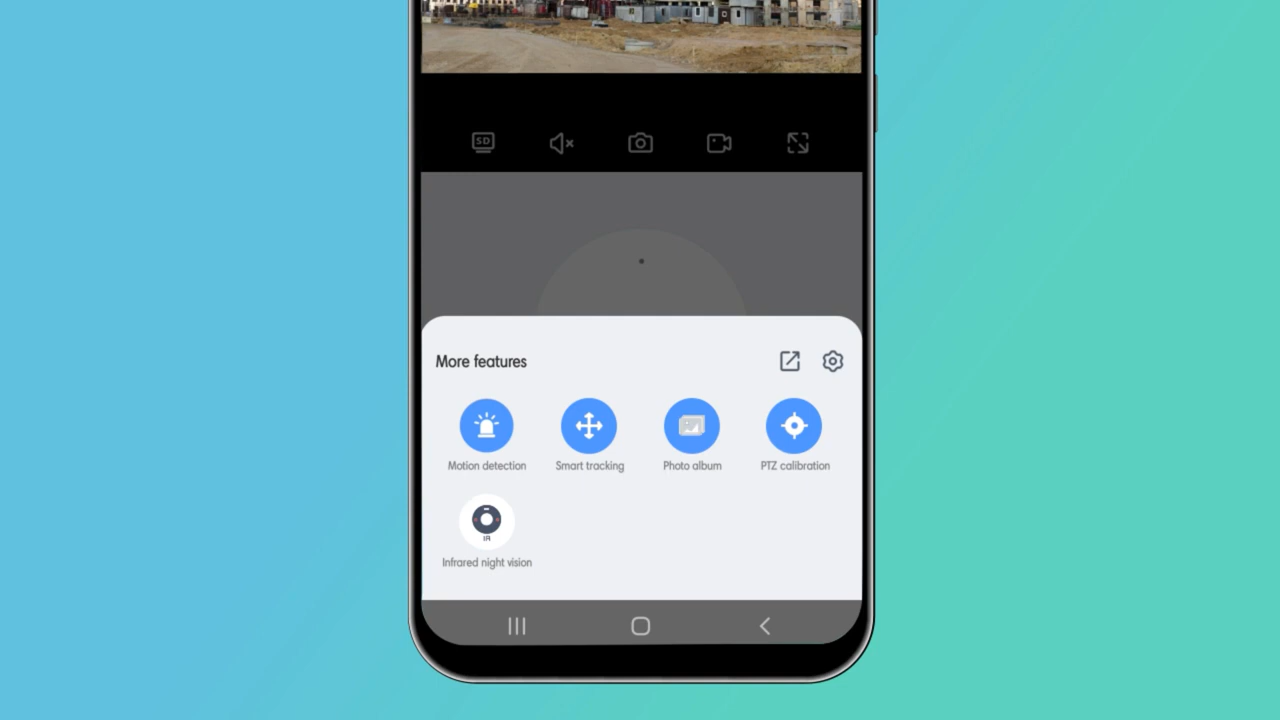 SD
More features
Motion detection
Smart tracking
Photo album
PTZ calibration
IR
Infrared night vision